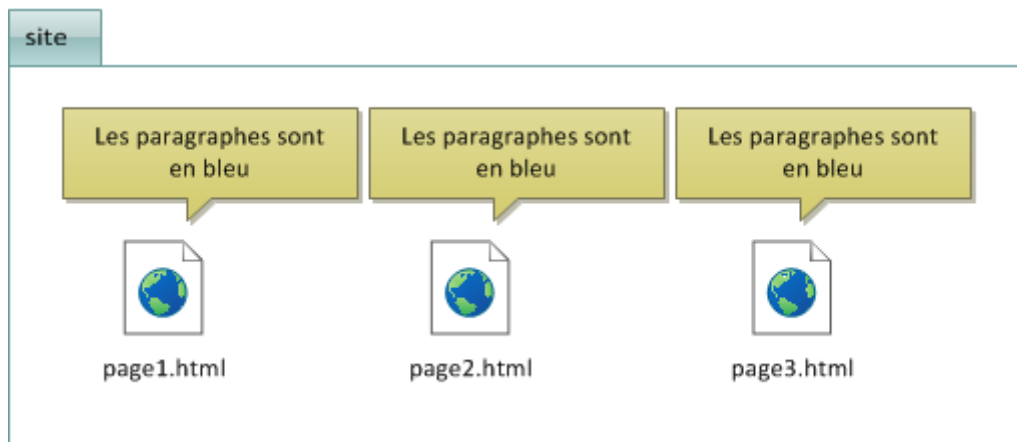 site
Les paragraphes sont
en bleu
Les paragraphes sont
en bleu
Les paragraphes sont
en bleu
page1.html
page2.html
page3.html